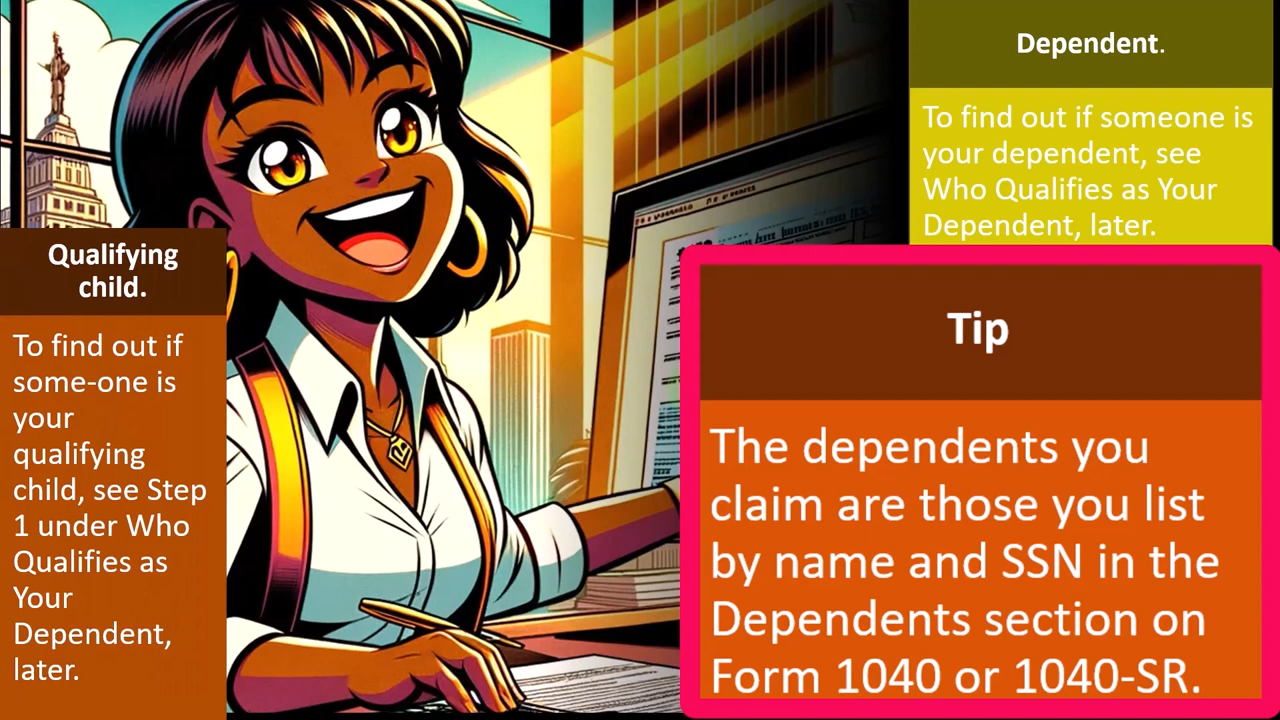 Qualifying
child.
To find out if
some-one is
your
qualifying
child, see Step
1 under Who
Qualifies as
Your
Dependent,
later.
Dependent.
To find out if someone is
your dependent, see
Who Qualifies as Your
Dependent, later.
Tip
The dependents you
claim are those you list
by name and SSN in the
Dependents section on
Form 1040 or 1040-SR.